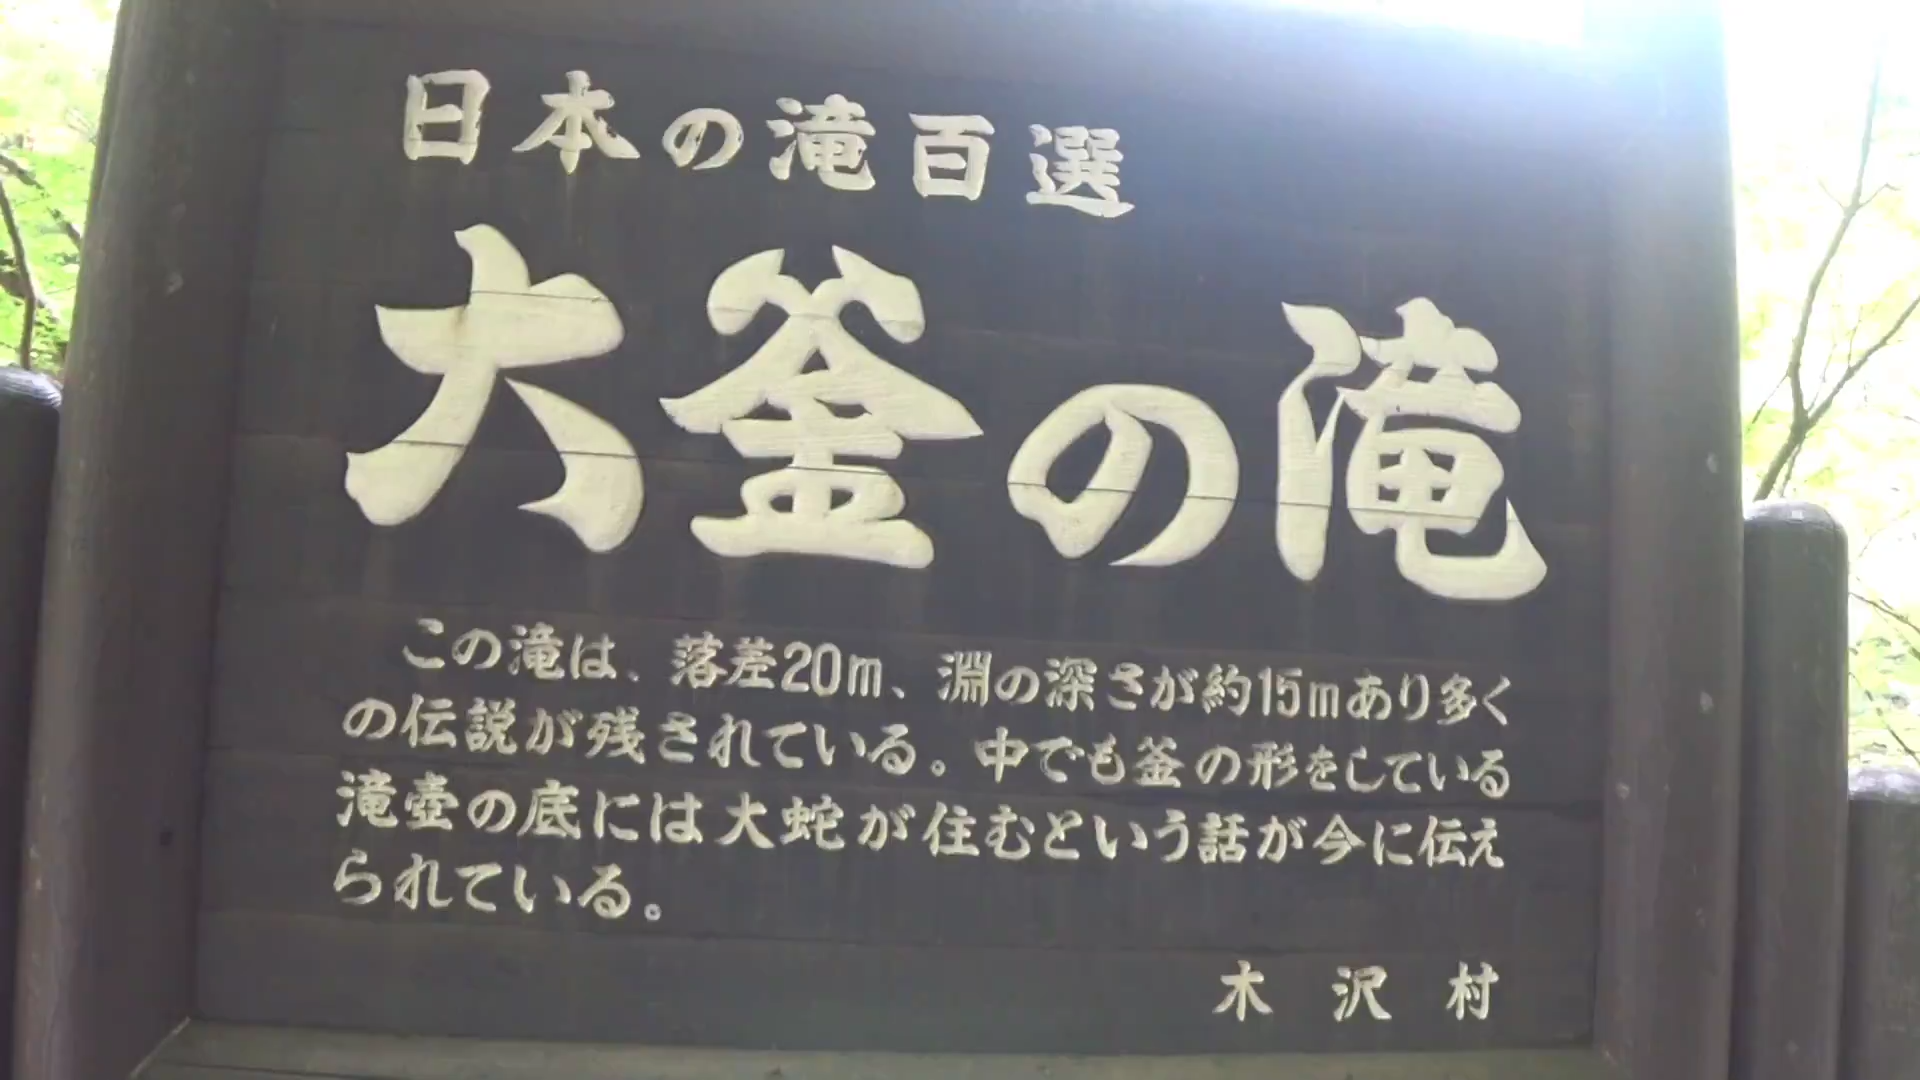 日本の滝百選
大釜の滝
この滝は、落差20m、淵の深さが約15mあり多く
の伝説が残されている。中でも釜の形をしている
滝壺の底には大蛇が住むという話が今に伝え
られている。
木沢村